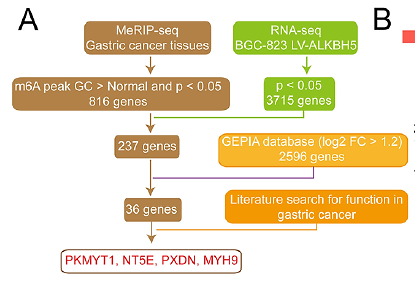 A
B
MeRIP-seq
Gastric cancer tissues
RNA-seq
BGC-823 LV-ALKBH5
m6A peak GC > Normal and p < 0.05
816 genes
p < 0.05
3715 genes
237 genes
GEPIA database (log2 FC > 1.2)
2596 genes
36 genes
Literature search for function in
gastric cancer
PKMYT1, NT5E, PXDN, MYH9